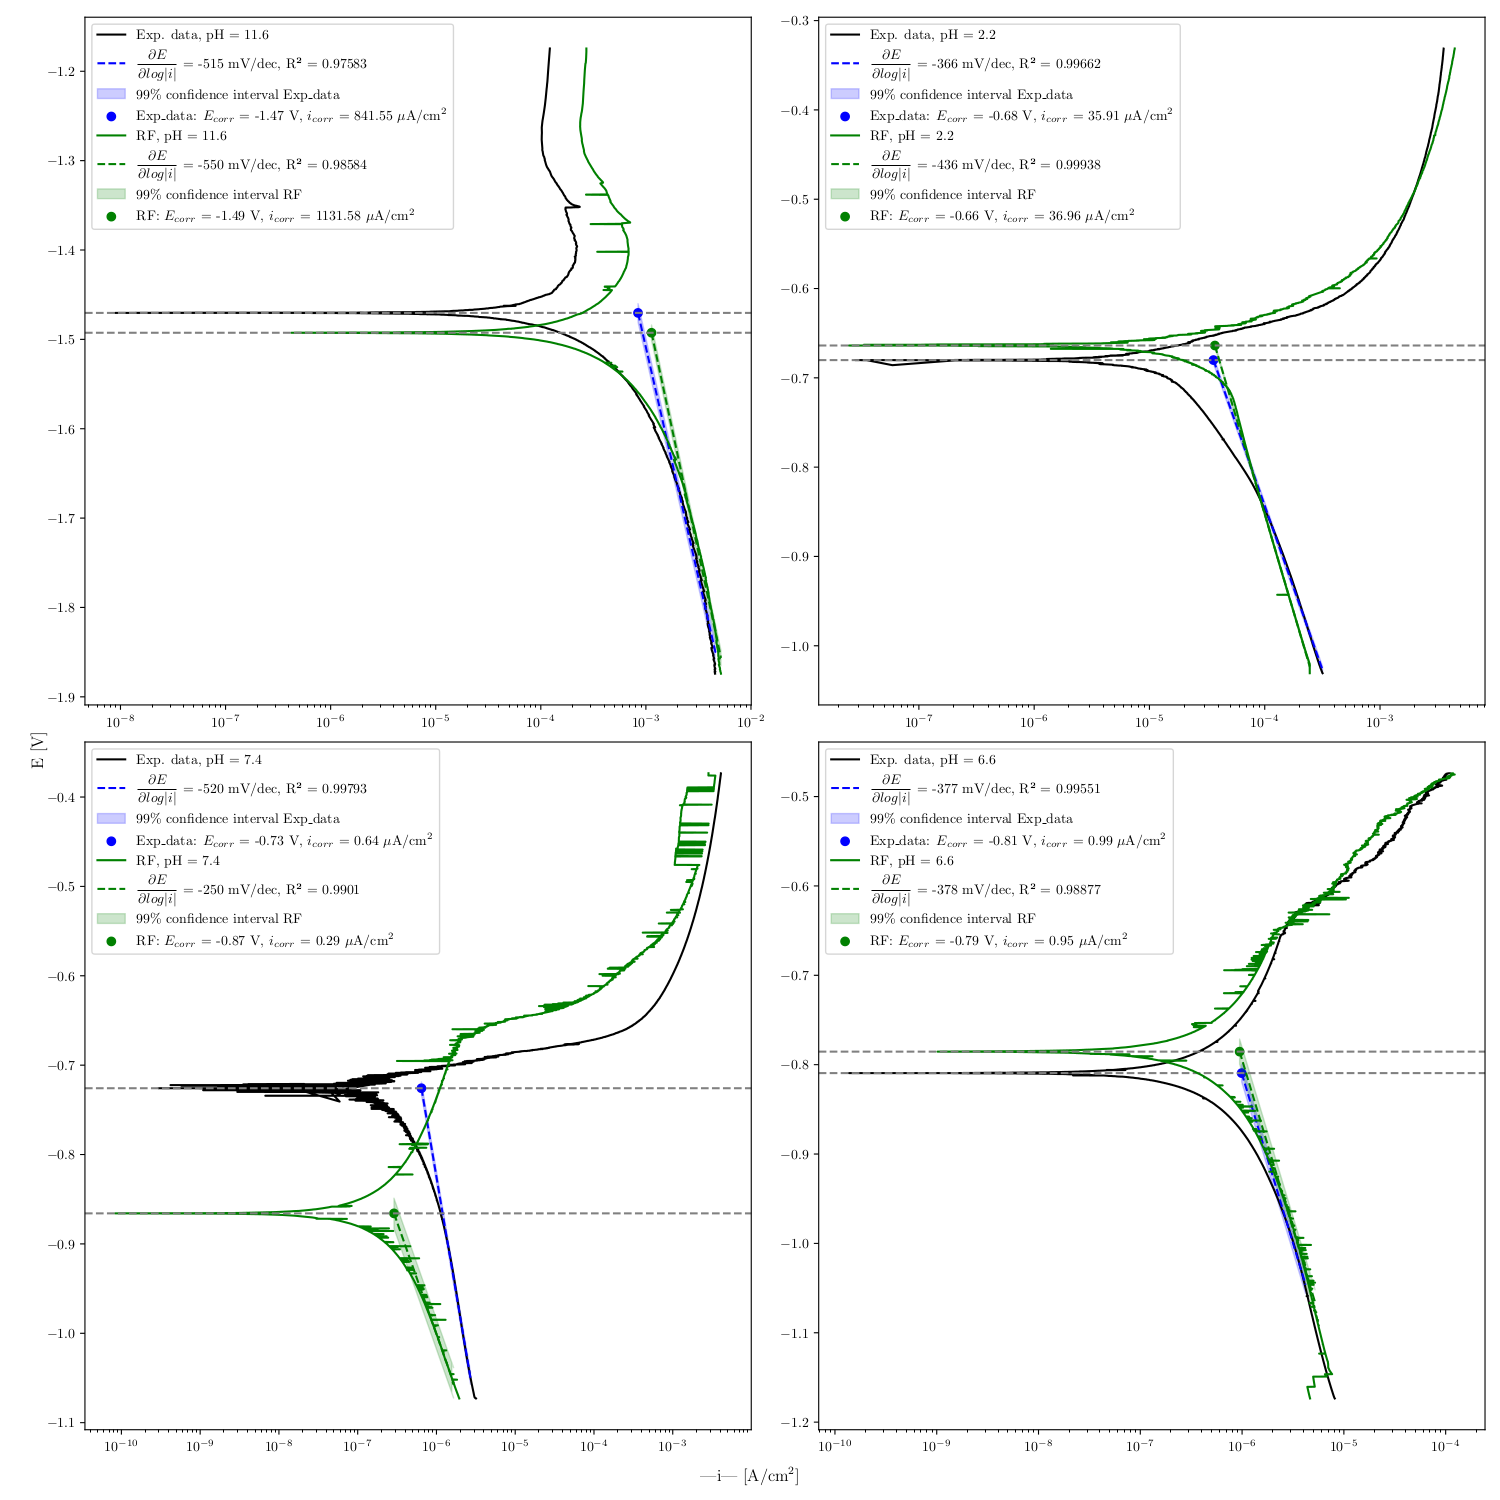 Exp. data, pH = 11.6
∂E/∂log|i| = -515 mV/dec, R² = 0.97583
99% confidence interval Exp_data
Exp_data: E_corr = -1.47 V, i_corr = 841.55 μA/cm²
RF, pH = 11.6
∂E/∂log|i| = -550 mV/dec, R² = 0.98584
99% confidence interval RF
RF: E_corr = -1.49 V, i_corr = 1131.58 μA/cm²
−1.2
−1.3
−1.4
−1.5
−1.6
−1.7
−1.8
−1.9
10⁻⁸ 10⁻⁷ 10⁻⁶ 10⁻⁵ 10⁻⁴ 10⁻³ 10⁻²
Exp. data, pH = 2.2
∂E/∂log|i| = -366 mV/dec, R² = 0.99662
99% confidence interval Exp_data
Exp_data: E_corr = -0.68 V, i_corr = 35.91 μA/cm²
RF, pH = 2.2
∂E/∂log|i| = -436 mV/dec, R² = 0.99938
99% confidence interval RF
RF: E_corr = -0.66 V, i_corr = 36.96 μA/cm²
−0.3
−0.4
−0.5
−0.6
−0.7
−0.8
−0.9
−1.0
10⁻⁷ 10⁻⁶ 10⁻⁵ 10⁻⁴ 10⁻³
E [V]
Exp. data, pH = 7.4
∂E/∂log|i| = -520 mV/dec, R² = 0.99793
99% confidence interval Exp_data
Exp_data: E_corr = -0.73 V, i_corr = 0.64 μA/cm²
RF, pH = 7.4
∂E/∂log|i| = -250 mV/dec, R² = 0.9901
99% confidence interval RF
RF: E_corr = -0.87 V, i_corr = 0.29 μA/cm²
−0.4
−0.5
−0.6
−0.7
−0.8
−0.9
−1.0
−1.1
10⁻¹⁰ 10⁻⁹ 10⁻⁸ 10⁻⁷ 10⁻⁶ 10⁻⁵ 10⁻⁴ 10⁻³
Exp. data, pH = 6.6
∂E/∂log|i| = -377 mV/dec, R² = 0.99551
99% confidence interval Exp_data
Exp_data: E_corr = -0.81 V, i_corr = 0.99 μA/cm²
RF, pH = 6.6
∂E/∂log|i| = -378 mV/dec, R² = 0.98877
99% confidence interval RF
RF: E_corr = -0.79 V, i_corr = 0.95 μA/cm²
−0.5
−0.6
−0.7
−0.8
−0.9
−1.0
−1.1
−1.2
10⁻¹⁰ 10⁻⁹ 10⁻⁸ 10⁻⁷ 10⁻⁶ 10⁻⁵ 10⁻⁴
—i— [A/cm²]